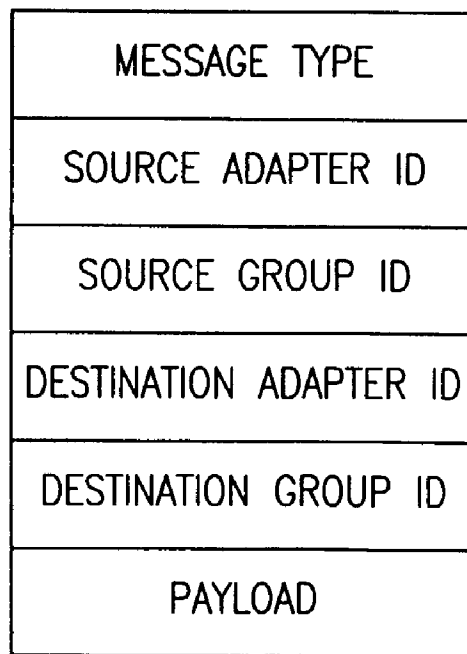 MESSAGE TYPE
SOURCE ADAPTER ID
SOURCE GROUP ID
DESTINATION ADAPTER ID
DESTINATION GROUP ID
PAYLOAD